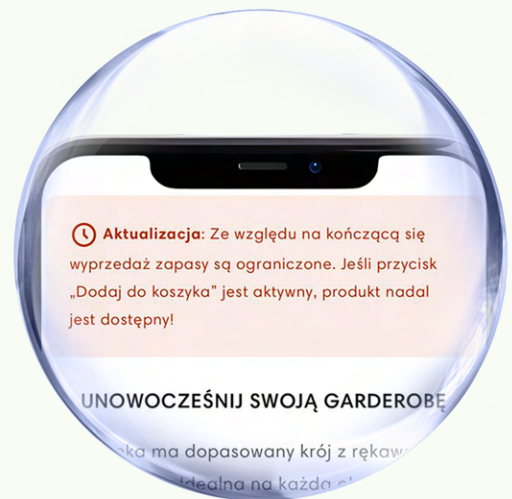 Aktualizacja: Ze względu na kończącą się
wyprzedaż zapasy są ograniczone. Jeśli przycisk
„Dodaj do koszyka” jest aktywny, produkt nadal
jest dostępny!
UNOWOCZEŚNIJ SWOJĄ GARDEROBĘ
ma dopasowany krój z
idealna na każdą